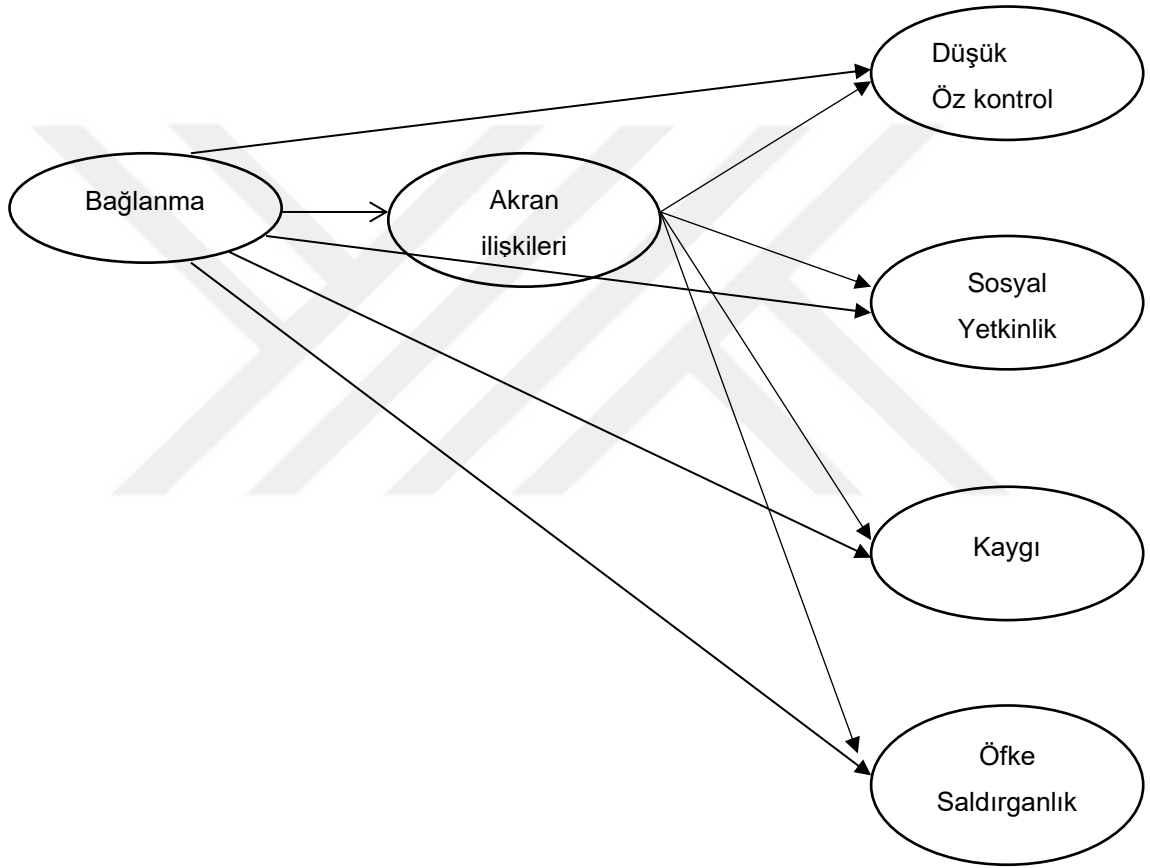 Düşük
Öz kontrol
Bağlanma
Akran
ilişkileri
Sosyal
Yetkinlik
Kaygı
Öfke
Saldırganlık